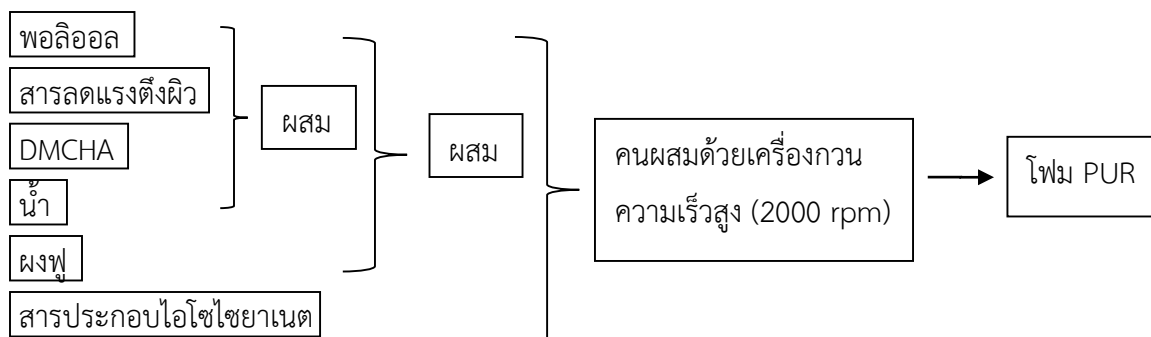 พอลิออล
สารลดแรงตึงผิว
DMCHA
น้ำ
ผงฟู
สารประกอบไอโซไซยาเนต
ผสม
ผสม
คนผสมด้วยเครื่องกวน
ความเร็วสูง (2000 rpm)
โฟม PUR